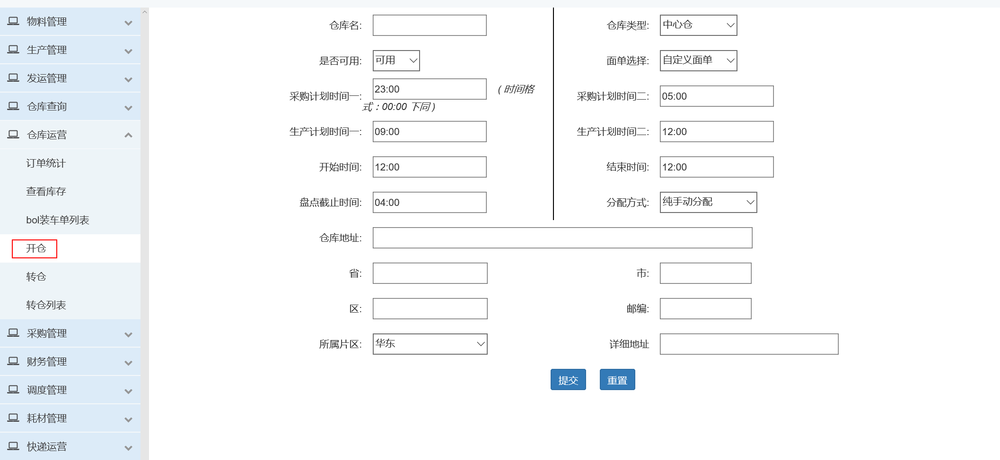 物料管理
生产管理
发运管理
仓库查询
仓库运营
订单统计
查看库存
bol装车单列表
开仓
转仓
转仓列表
采购管理
财务管理
调度管理
耗材管理
快递运营
仓库名:
仓库类型: 中心仓
是否可用: 可用
面单选择: 自定义面单
采购计划时间一: 23:00 （时间格
式：00:00 下同）
采购计划时间二: 05:00
生产计划时间一: 09:00
生产计划时间二: 12:00
开始时间: 12:00
结束时间: 12:00
盘点截止时间: 04:00
分配方式: 纯手动分配
仓库地址:
省:
市:
区:
邮编:
所属片区: 华东
详细地址
提交 重置